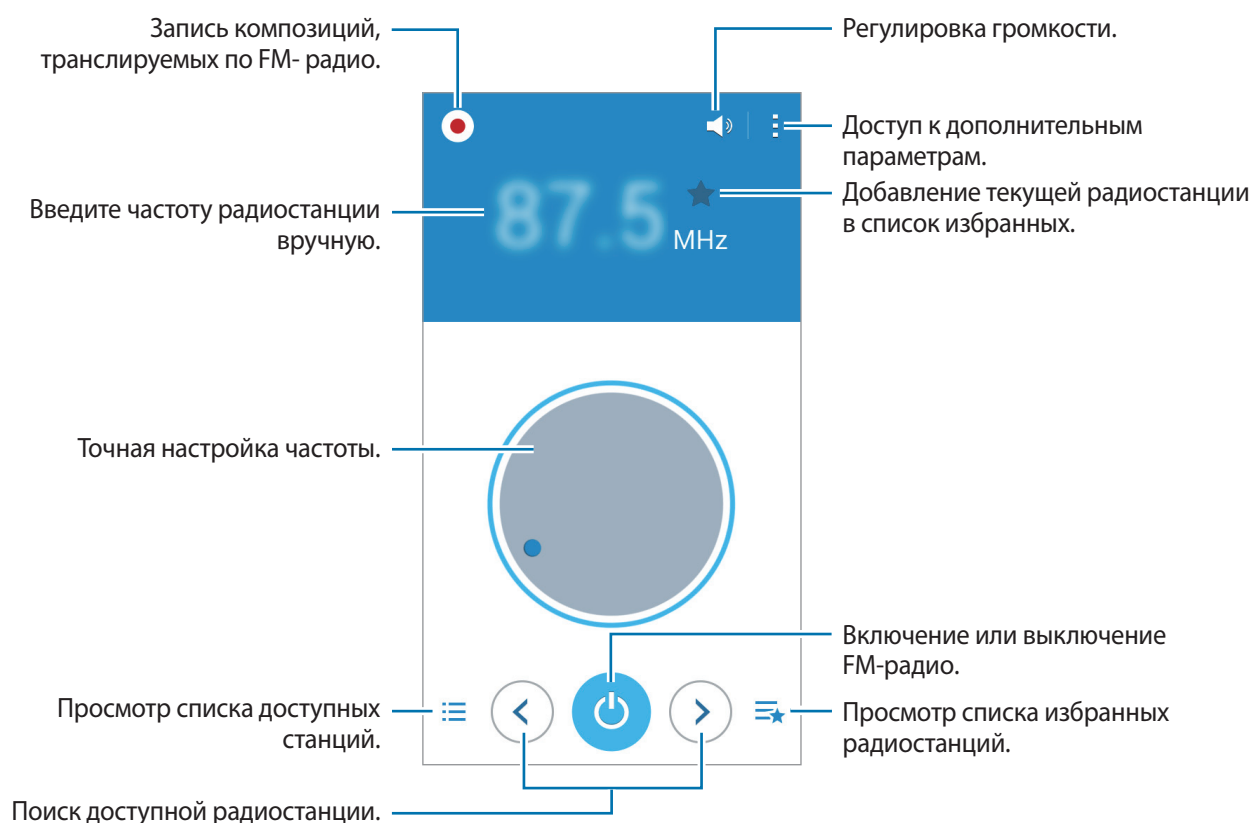 Запись композиций,
транслируемых по FM- радио.
Регулировка громкости.
Доступ к дополнительным
параметрам.
Введите частоту радиостанции
вручную.
87.5
MHz
Добавление текущей радиостанции
в список избранных.
Точная настройка частоты.
Включение или выключение
FM-радио.
Просмотр списка доступных
станций.
Просмотр списка избранных
радиостанций.
Поиск доступной радиостанции.